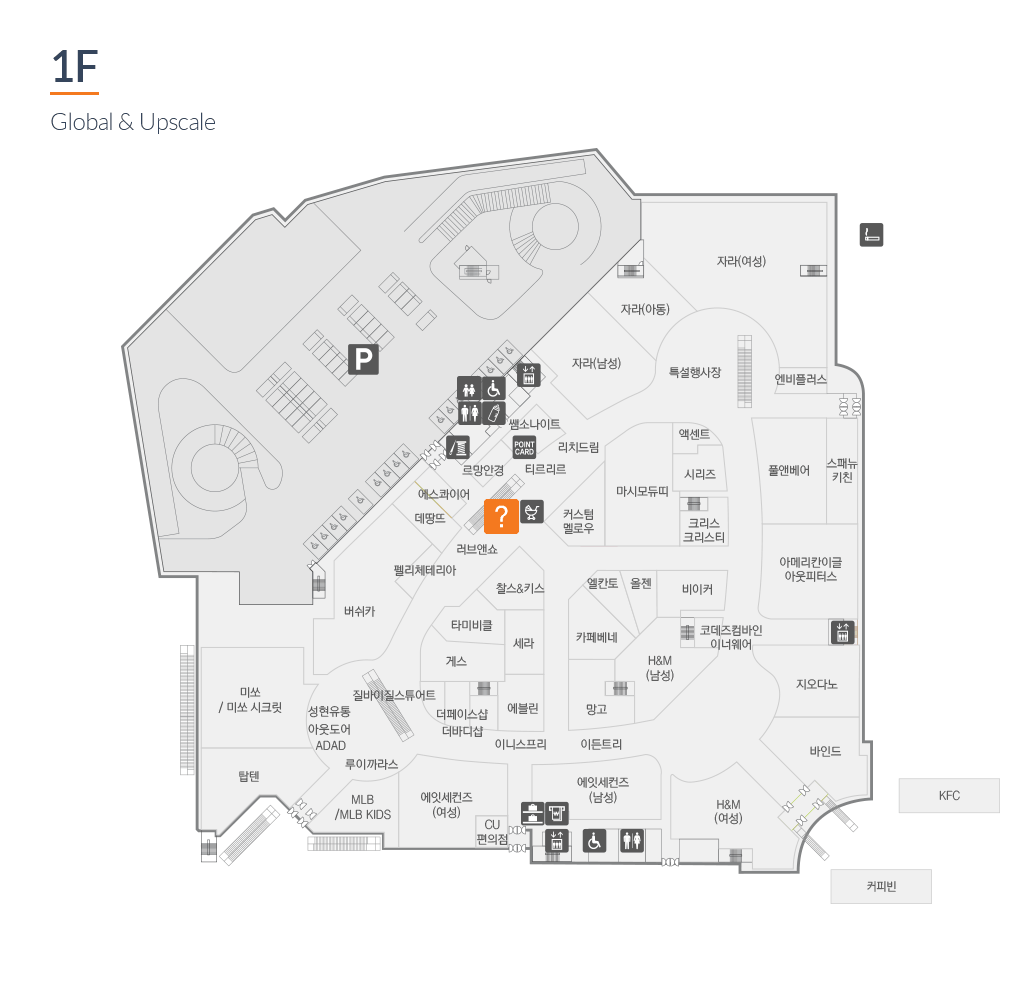 1F
Global & Upscale
자라(여성)
자라(아동)
자라(남성)
특설행사장
엔비플러스
P
쌤소나이트
POINT
CARD
리치드림
르망안경
티르리르
액센트
시리즈
풀앤베어
스패뉴
키친
마시모듀띠
에스콰이어
데땅뜨
?
커스텀
멜로우
크리스
크리스티
러브앤쇼
펠리체테리아
찰스&키스
엘칸토
올젠
비이커
아메리칸이글
아웃피터스
버쉬카
타미비클
세라
카페베네
코데즈컴바인
이너웨어
게스
H&M
(남성)
지오다노
미쏘
/ 미쏘 시크릿
질바이질스튜어트
성현유통
아웃도어
ADAD
더페이스샵
더바디샵
에블린
망고
이니스프리
이든트리
바인드
루이까라스
탑텐
MLB
/MLB KIDS
에잇세컨즈
(여성)
에잇세컨즈
(남성)
H&M
(여성)
CU
편의점
KFC
커피빈